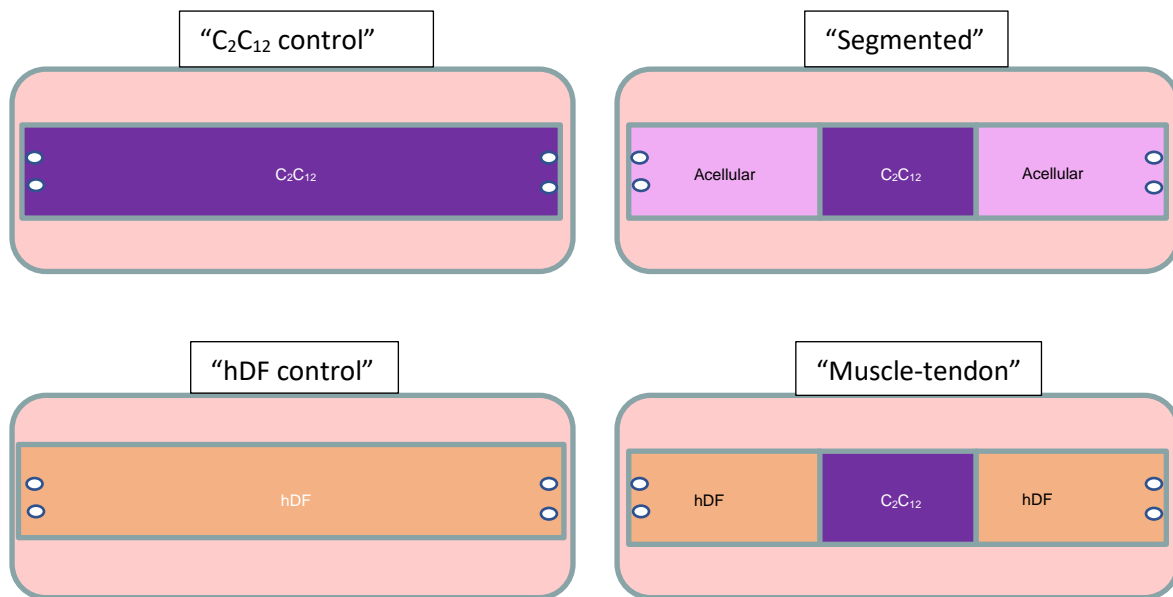 “C₂C₁₂ control”
“Segmented”
C₂C₁₂
Acellular
C₂C₁₂
Acellular
“hDF control”
“Muscle-tendon”
hDF
hDF
C₂C₁₂
hDF